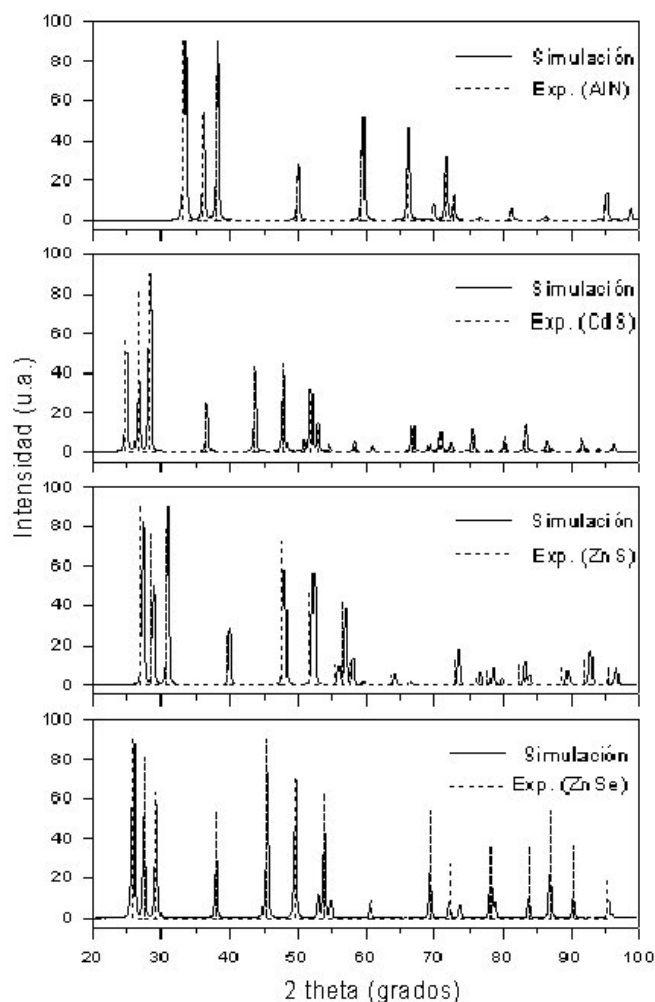 100
80
60
40
20
0
Simulación
Exp. (AlN)
100
80
60
40
20
0
Simulación
Exp. (CdS)
Intensidad (u.a.)
100
80
60
40
20
0
Simulación
Exp. (ZnS)
100
80
60
40
20
0
Simulación
Exp. (ZnSe)
20 30 40 50 60 70 80 90 100
2 theta (grados)